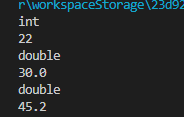 r\workspaceStorage\23d92
int
22
double
30.0
double
45.2